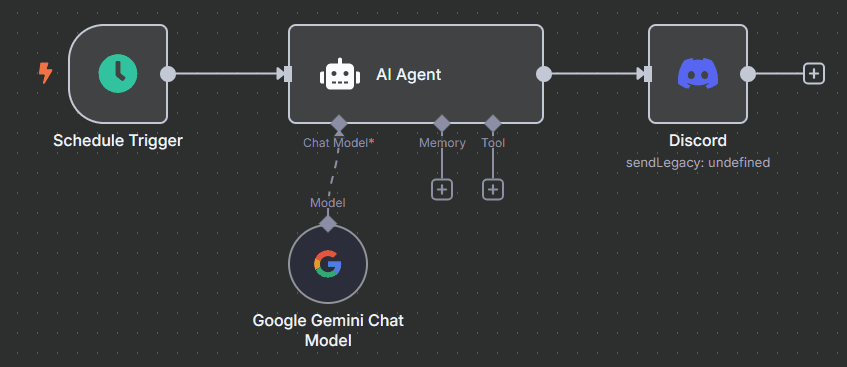 AI Agent
Schedule Trigger
Chat Model*
Memory
Tool
Discord
sendLegacy: undefined
Model
Google Gemini Chat
Model